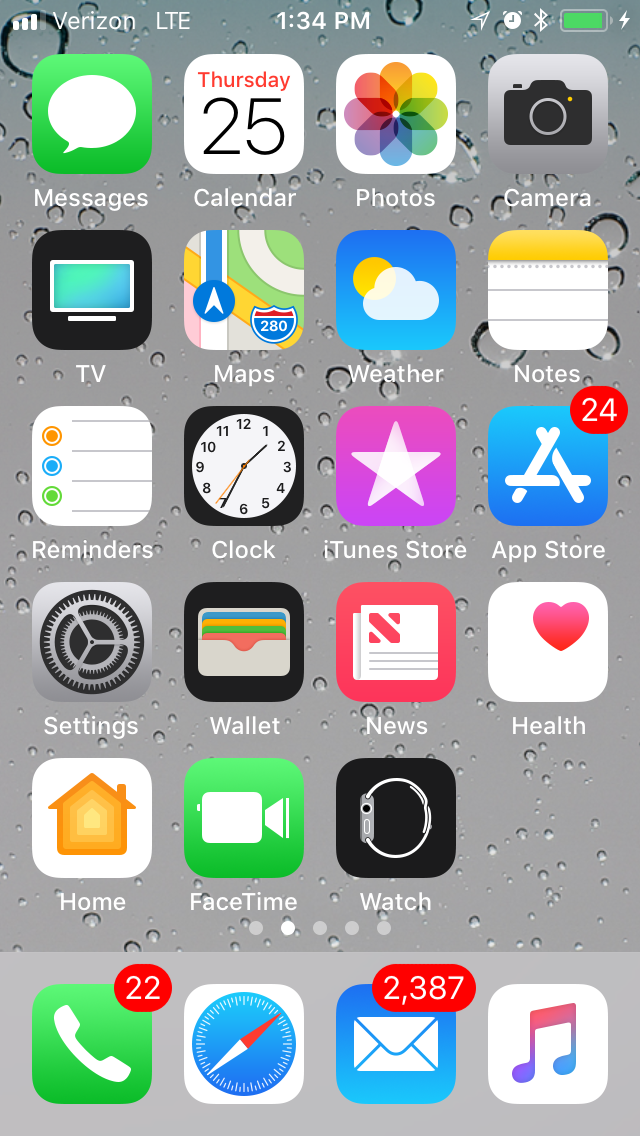 Verizon LTE 1:34 PM
Thursday
25
Messages Calendar Photos Camera
280
TV Maps Weather Notes
24
12
11 1
10 2
9 3
8 4
7 5
6
Reminders Clock iTunes Store App Store
Settings Wallet News Health
Home FaceTime Watch
22 2,387